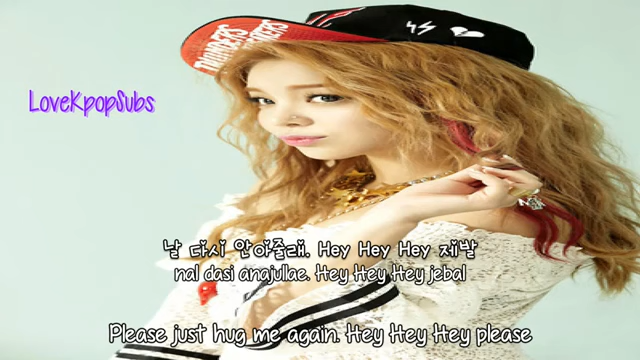 LoveKpopSubs
날 다시 안아줄래. Hey Hey Hey 제발
nal dasi anajullae. Hey Hey Hey jebal
Please just hug me again. Hey Hey Hey please